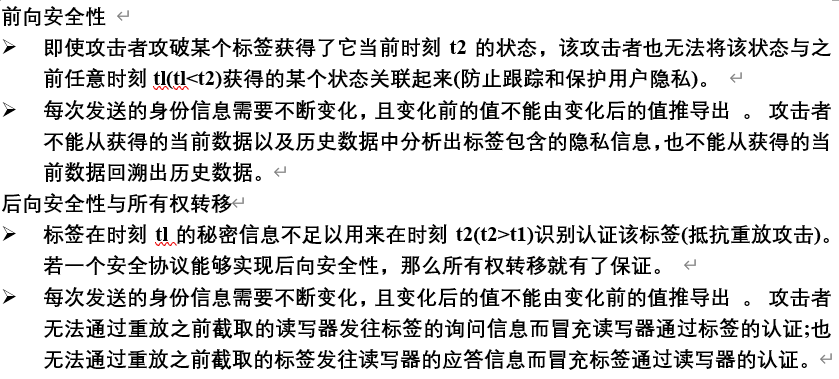 前向安全性
➢ 即使攻击者攻破某个标签获得了它当前时刻 t2 的状态，该攻击者也无法将该状态与之
前任意时刻 tl(tl<t2)获得的某个状态关联起来(防止跟踪和保护用户隐私)。
➢ 每次发送的身份信息需要不断变化，且变化前的值不能由变化后的值推导出 。 攻击者
不能从获得的当前数据以及历史数据中分析出标签包含的隐私信息,也不能从获得的当
前数据回溯出历史数据。
后向安全性与所有权转移
➢ 标签在时刻 tl 的秘密信息不足以用来在时刻 t2(t2>t1)识别认证该标签(抵抗重放攻击)。
若一个安全协议能够实现后向安全性，那么所有权转移就有了保证。
➢ 每次发送的身份信息需要不断变化，且变化后的值不能由变化前的值推导出 。 攻击者
无法通过重放之前截取的读写器发往标签的询问信息而冒充读写器通过标签的认证;也
无法通过重放之前截取的标签发往读写器的应答信息而冒充标签通过读写器的认证。